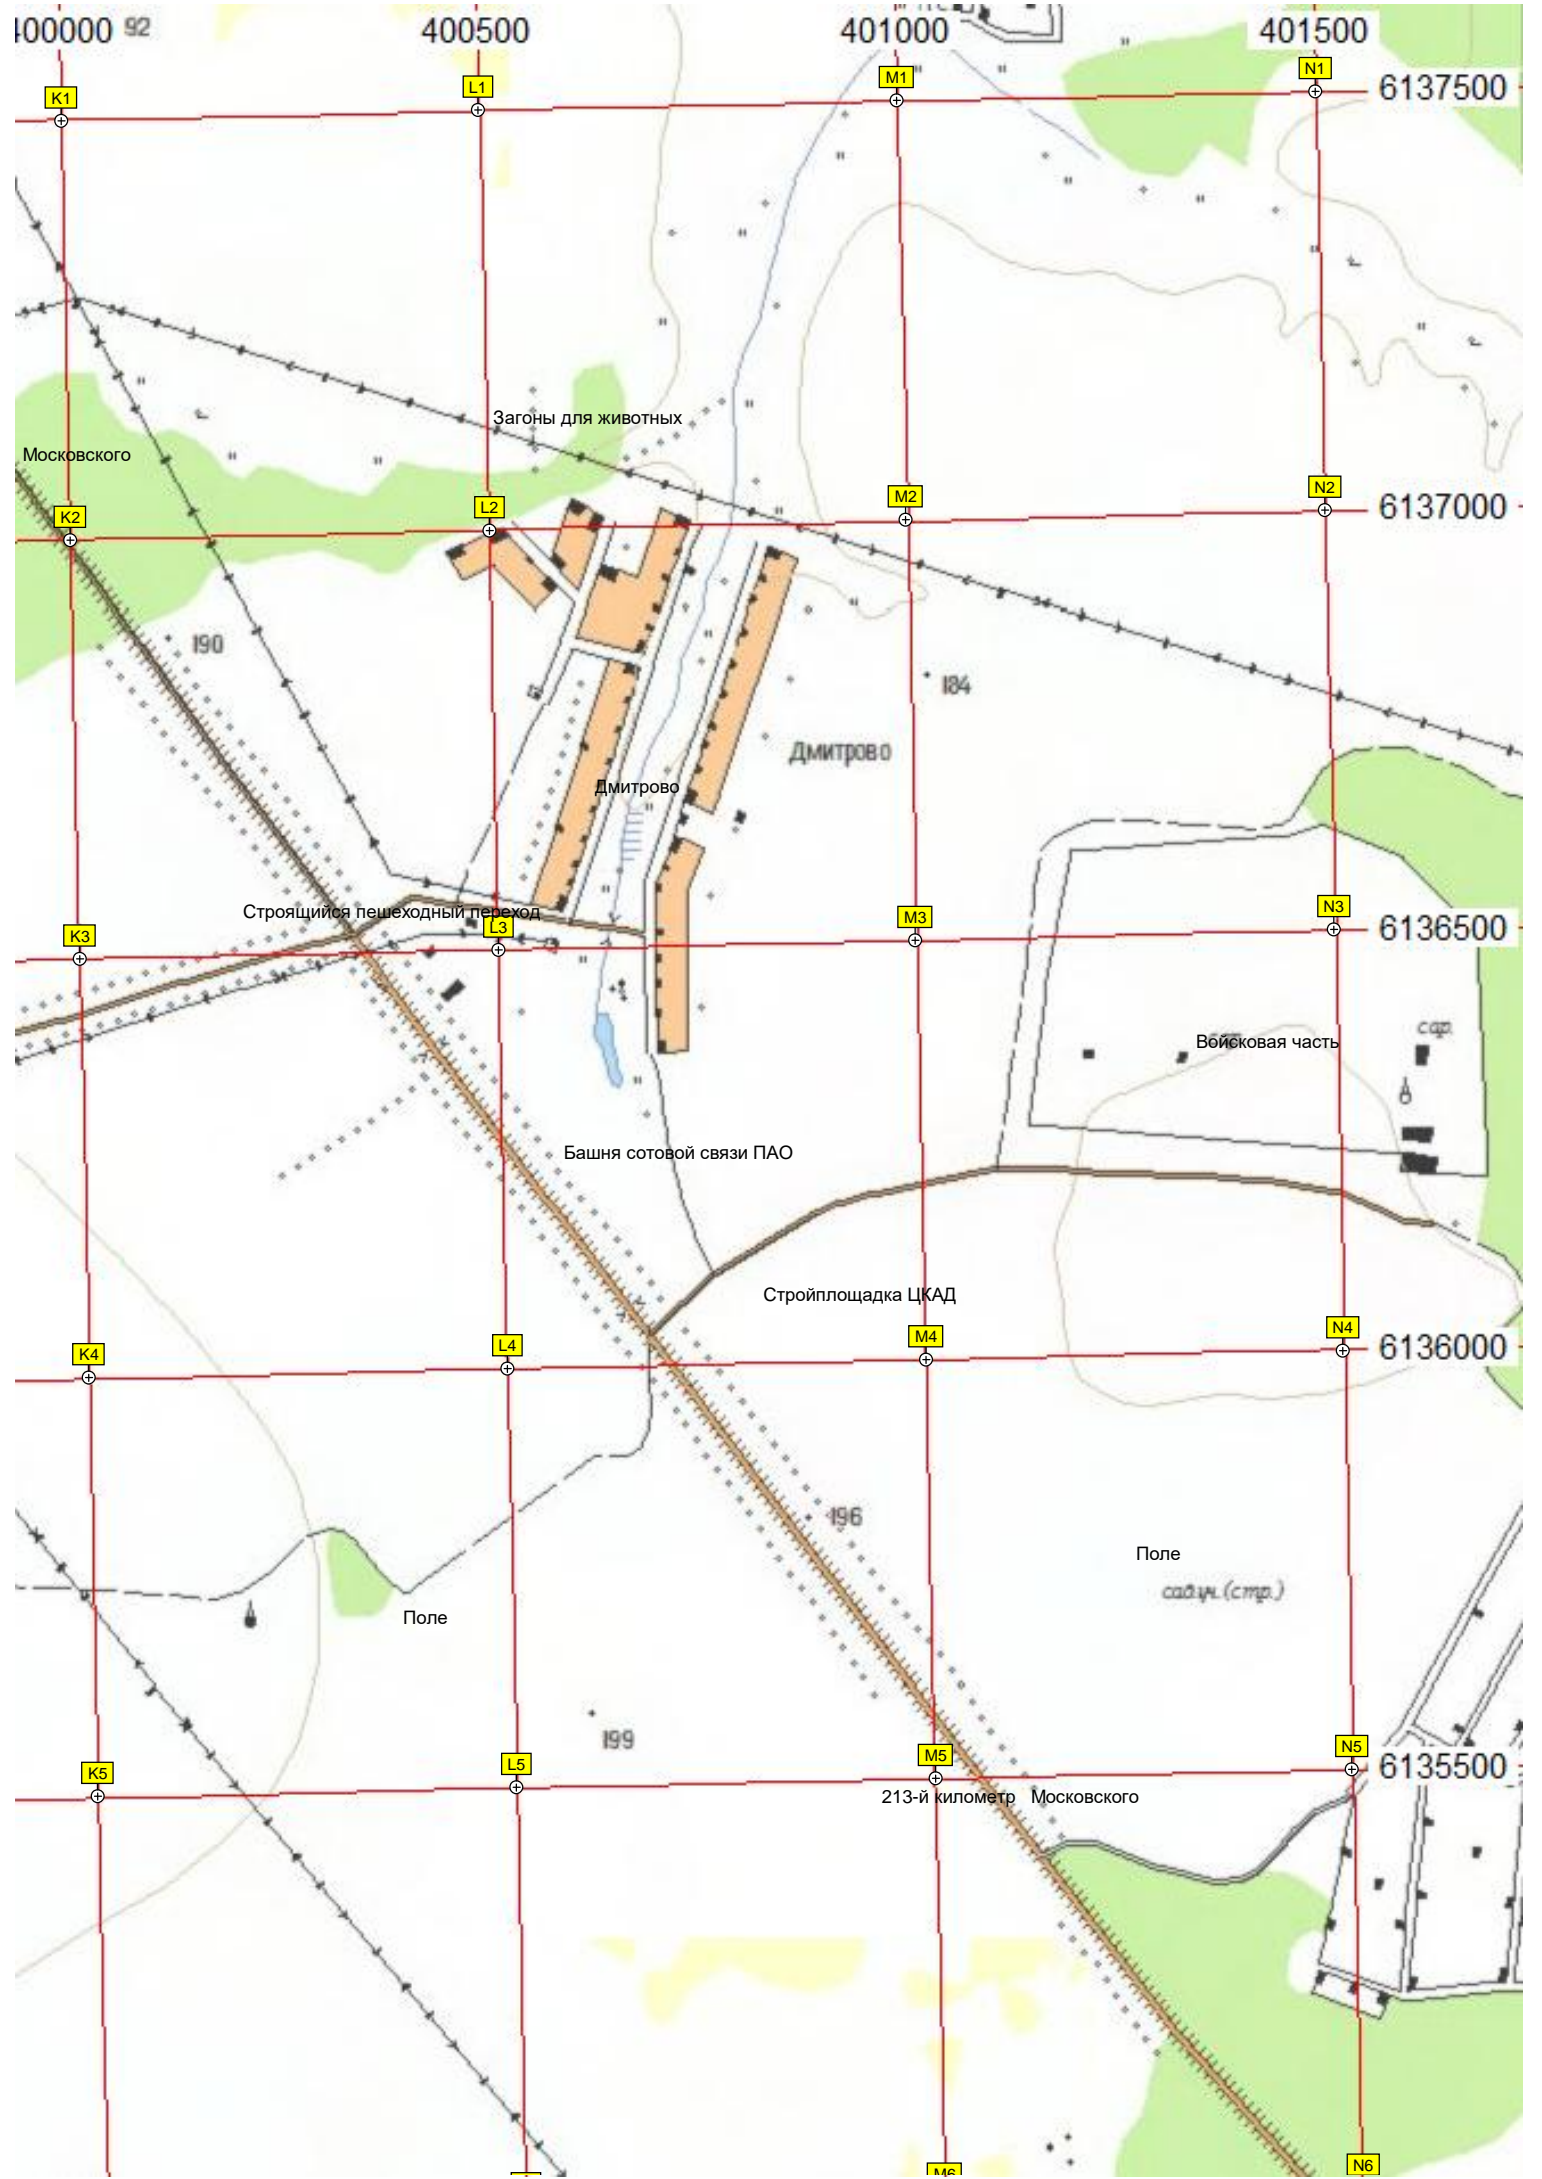 400000 92 400500 401000 401500
K1 L1 M1 N1 6137500
Загоны для животных
Московского
K2 L2 M2 N2 6137000
190
184
Дмитрово
Дмитрово
Строящийся пешеходный переход
K3 L3 M3 N3 6136500
сар.
Войсковая часть
Башня сотовой связи ПАО
Стройплощадка ЦКАД
K4 L4 M4 N4 6136000
196
Поле
сад.уч.(стр.)
Поле
199
K5 L5 M5 N5 6135500
213-й километр Московского
M6 N6